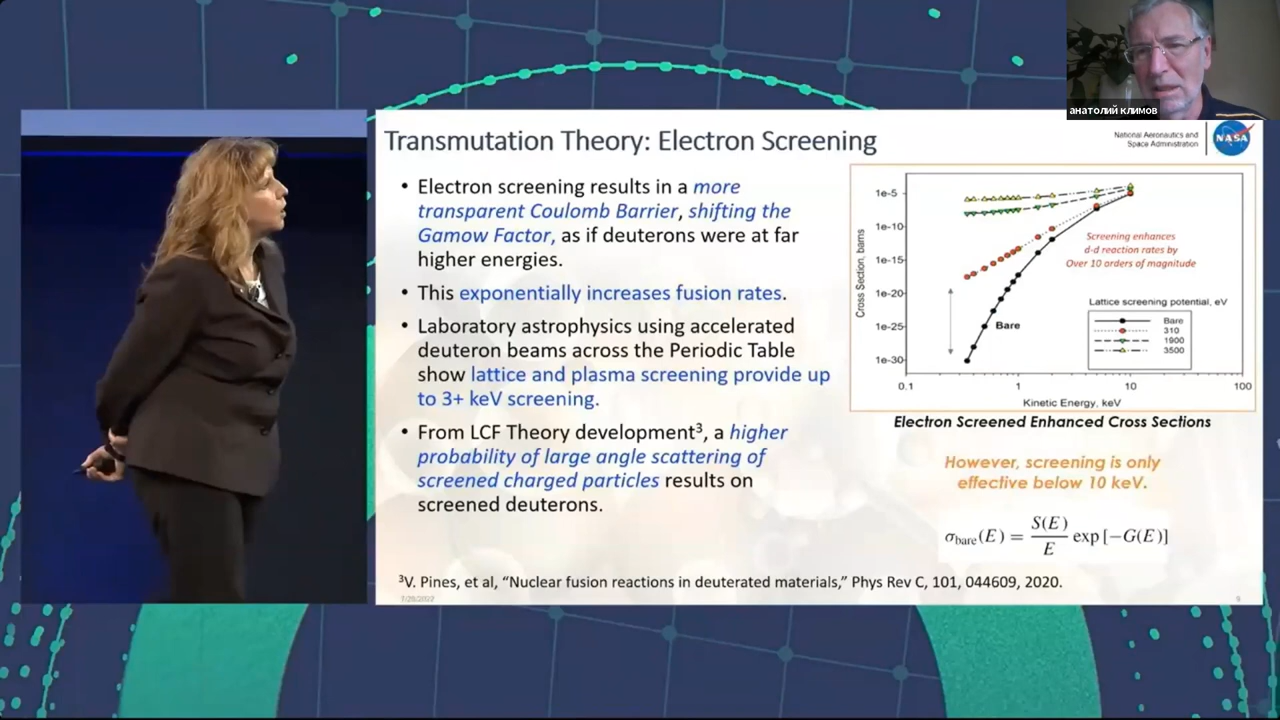 анатолий климов
Transmutation Theory: Electron Screening
National Aeronautics and
Space Administration
NASA
• Electron screening results in a more
transparent Coulomb Barrier, shifting the
Gamow Factor, as if deuterons were at far
higher energies.
• This exponentially increases fusion rates.
• Laboratory astrophysics using accelerated
deuteron beams across the Periodic Table
show lattice and plasma screening provide up
to 3+ keV screening.
• From LCF Theory development³, a higher
probability of large angle scattering of
screened charged particles results on
screened deuterons.
Cross Section, barns
1e-5
1e-10
1e-15
1e-20
1e-25
1e-30
Screening enhances
d-d reaction rates by
Over 10 orders of magnitude
Lattice screening potential, eV
Bare
310
1900
3500
Bare
0.1
1
10
100
Kinetic Energy, keV
Electron Screened Enhanced Cross Sections
However, screening is only
effective below 10 keV.
σbare(E) = S(E)/E exp [−G(E)]
³V. Pines, et al, “Nuclear fusion reactions in deuterated materials,” Phys Rev C, 101, 044609, 2020.
9